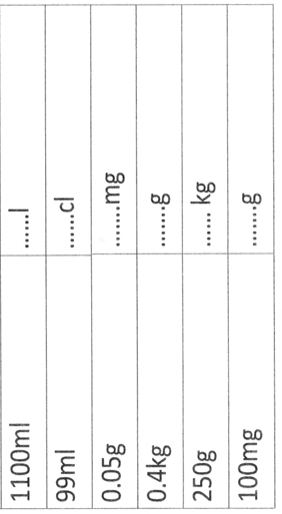 1100ml ......l
99ml ......cl
0.05g ........mg
0.4kg .......g
250g ...... kg
100mg ........g